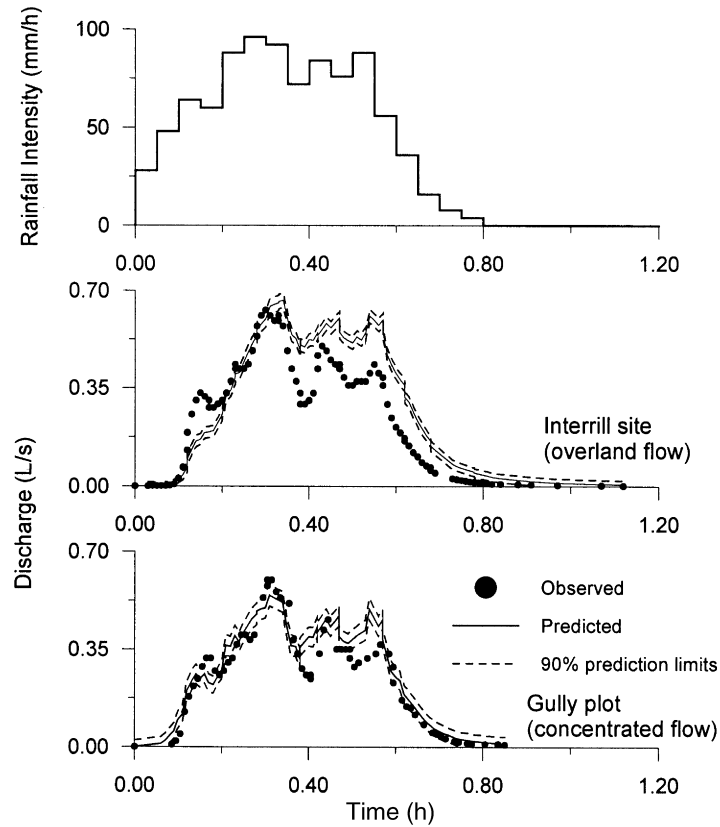 Rainfall Intensity (mm/h)
100
50
0
0.00
0.40
0.80
1.20
Discharge (L/s)
0.70
0.35
0.00
0.00
0.40
0.80
1.20
Interrill site
(overland flow)
0.70
0.35
0.00
0.00
0.40
0.80
1.20
Observed
Predicted
90% prediction limits
Gully plot
(concentrated flow)
Time (h)